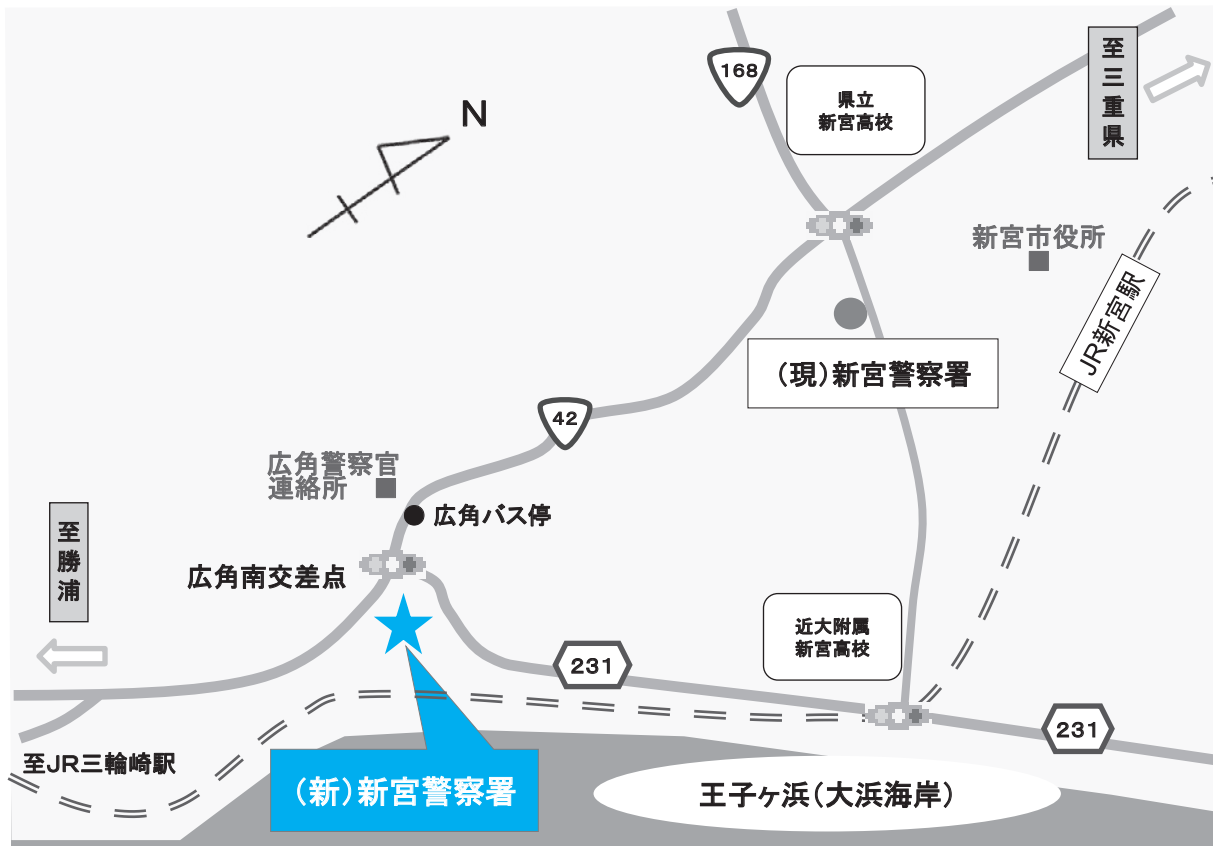 168
県立
新宮高校
至三重県
N
新宮市役所
JR新宮駅
(現)新宮警察署
42
広角警察官
連絡所
広角バス停
至勝浦
広角南交差点
近大附属
新宮高校
231
231
至JR三輪崎駅
(新)新宮警察署
王子ヶ浜(大浜海岸)